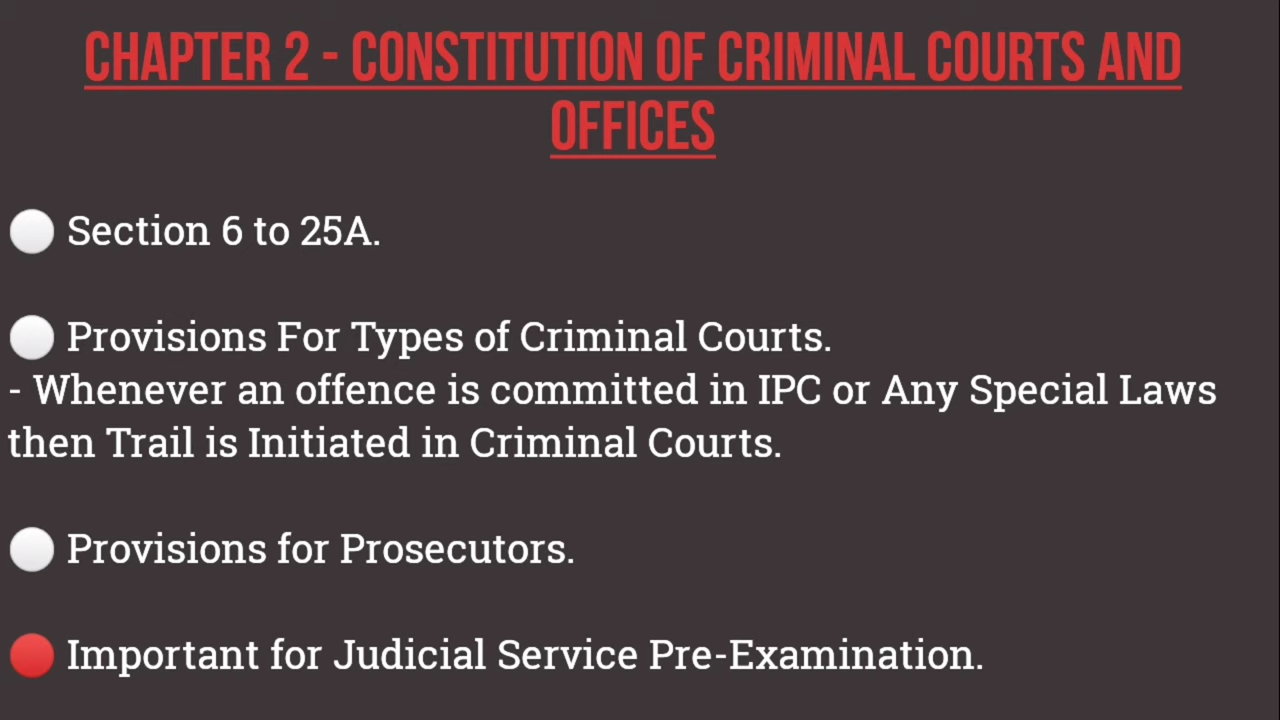 CHAPTER 2 - CONSTITUTION OF CRIMINAL COURTS AND
OFFICES
Section 6 to 25A.
Provisions For Types of Criminal Courts.
- Whenever an offence is committed in IPC or Any Special Laws
then Trail is Initiated in Criminal Courts.
Provisions for Prosecutors.
Important for Judicial Service Pre-Examination.